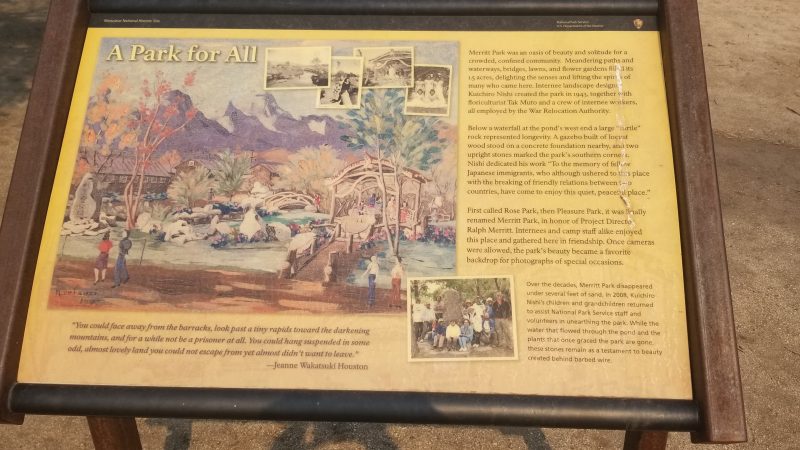 Manzanar National Historic Site
National Park Service
U.S. Department of the Interior
A Park for All
Merritt Park was an oasis of beauty and solitude for a
crowded, confined community. Meandering paths and
waterways, bridges, lawns, and flower gardens filled its
1.5 acres, delighting the senses and lifting the spirits of
many who came here. Internee landscape designer
Kuichiro Nishi created the park in 1943, together with
floriculturist Tak Muto and a crew of internee workers,
all employed by the War Relocation Authority.
Below a waterfall at the pond's west end a large "turtle"
rock represented longevity. A gazebo built of locust
wood stood on a concrete foundation nearby, and two
upright stones marked the park's southern corners.
Nishi dedicated his work "To the memory of fellow
Japanese immigrants, who although ushered to this place
with the breaking of friendly relations between two
countries, have come to enjoy this quiet, peaceful place."
First called Rose Park, then Pleasure Park, it was finally
renamed Merritt Park, in honor of Project Director
Ralph Merritt. Internees and camp staff alike enjoyed
this place and gathered here in friendship. Once cameras
were allowed, the park's beauty became a favorite
backdrop for photographs of special occasions.
"You could face away from the barracks, look past a tiny rapids toward the darkening
mountains, and for a while not be a prisoner at all. You could hang suspended in some
odd, almost lovely land you could not escape from yet almost didn't want to leave."
—Jeanne Wakatsuki Houston
Over the decades, Merritt Park disappeared
under several feet of sand. In 2008, Kuichiro
Nishi's children and grandchildren returned
to assist National Park Service staff and
volunteers in unearthing the park. While the
water that flowed through the pond and the
plants that once graced the park are gone,
these stones remain as a testament to beauty
created behind barbed wire.